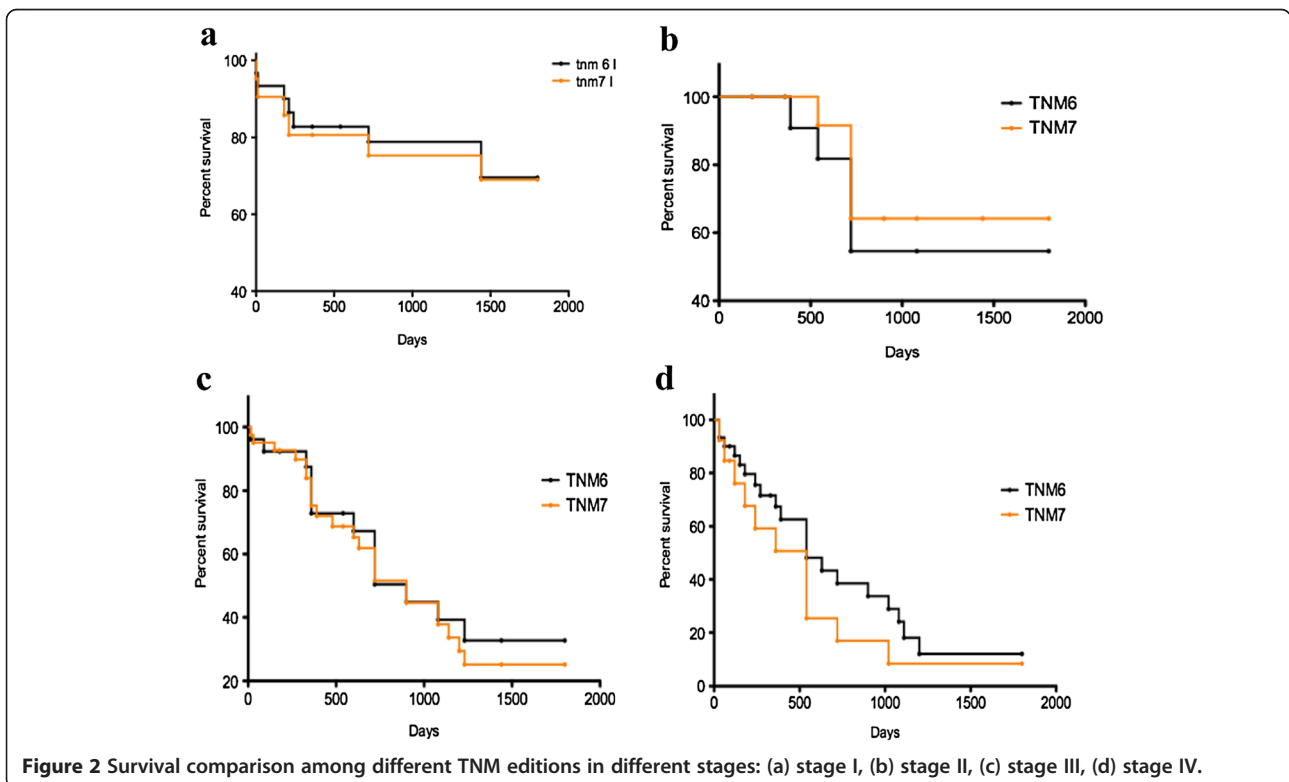 a
100
80
60
40
0
500
1000
1500
2000
Percent survival
Days
tnm 6 I
tnm7 I
b
100
80
60
40
0
500
1000
1500
2000
Percent survival
Days
TNM6
TNM7
c
100
80
60
40
20
0
500
1000
1500
2000
Percent survival
Days
TNM6
TNM7
d
100
80
60
40
20
0
0
500
1000
1500
2000
Percent survival
Days
TNM6
TNM7
Figure 2 Survival comparison among different TNM editions in different stages: (a) stage I, (b) stage II, (c) stage III, (d) stage IV.